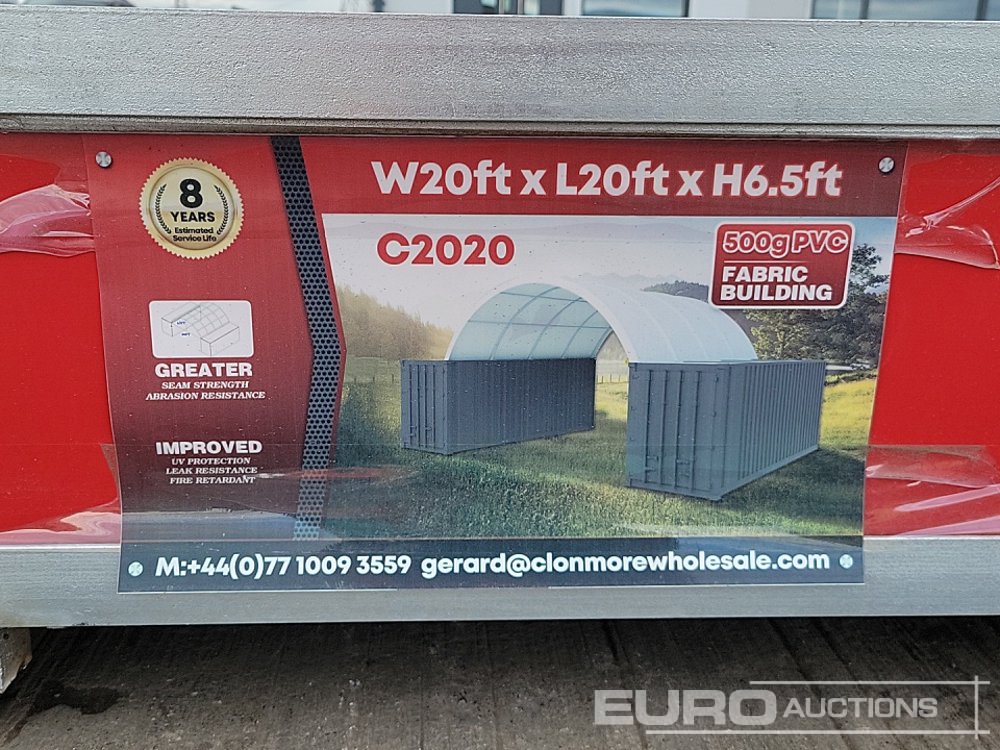 W20ft x L20ft x H6.5ft
8
YEARS
Estimated
Service Life
C2020
500g PVC
FABRIC
BUILDING
GREATER
SEAM STRENGTH
ABRASION RESISTANCE
IMPROVED
UV PROTECTION
LEAK RESISTANCE
FIRE RETARDANT
M:+44(0)77 1009 3559 gerard@clonmorewholesale.com
EURO AUCTIONS